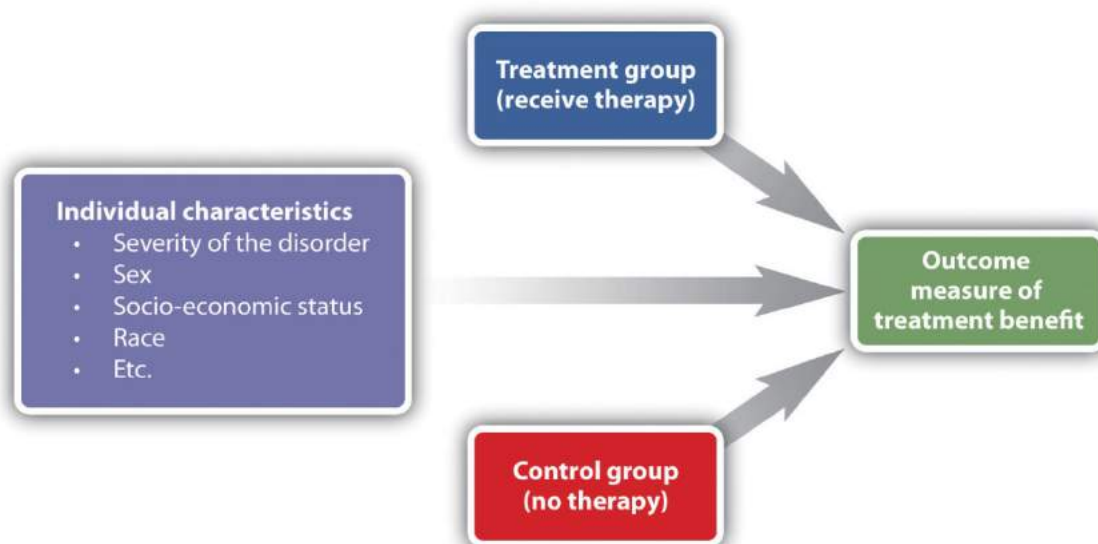 Treatment group
(receive therapy)
Individual characteristics
• Severity of the disorder
• Sex
• Socio-economic status
• Race
• Etc.
Outcome
measure of
treatment benefit
Control group
(no therapy)